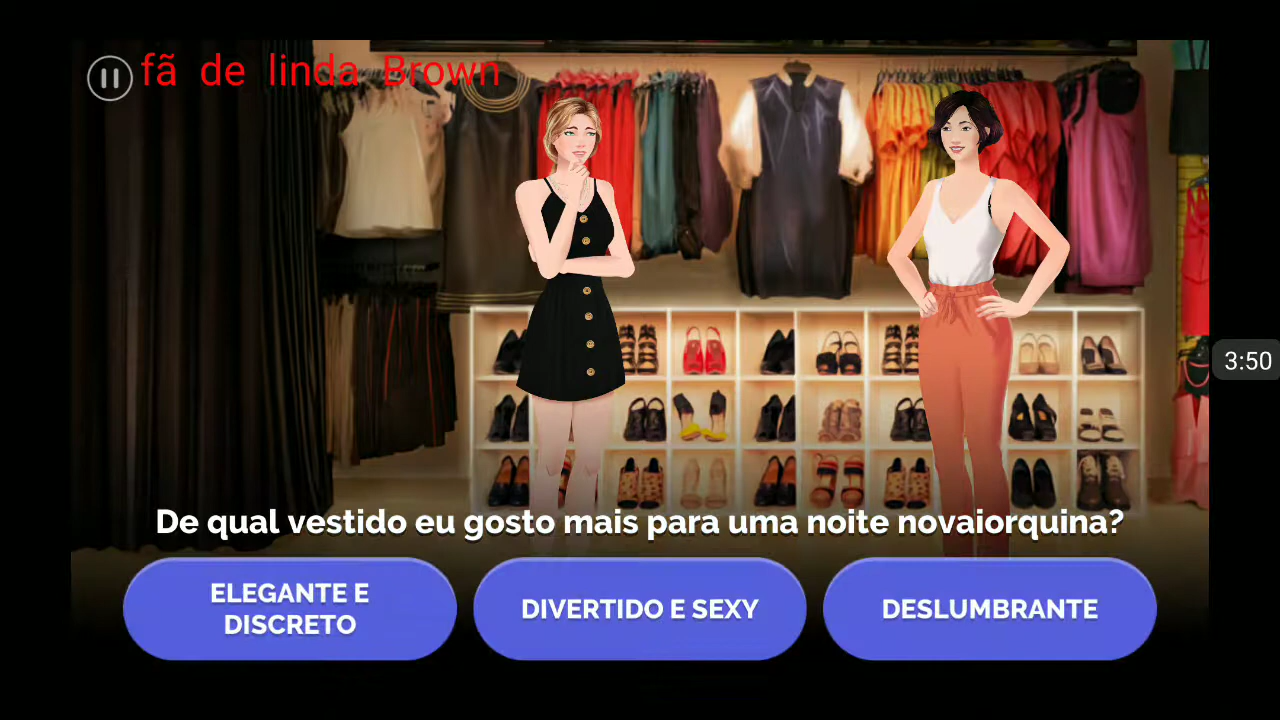 fã de linda Brown
3:50
De qual vestido eu gosto mais para uma noite novaiorquina?
ELEGANTE E
DISCRETO
DIVERTIDO E SEXY
DESLUMBRANTE